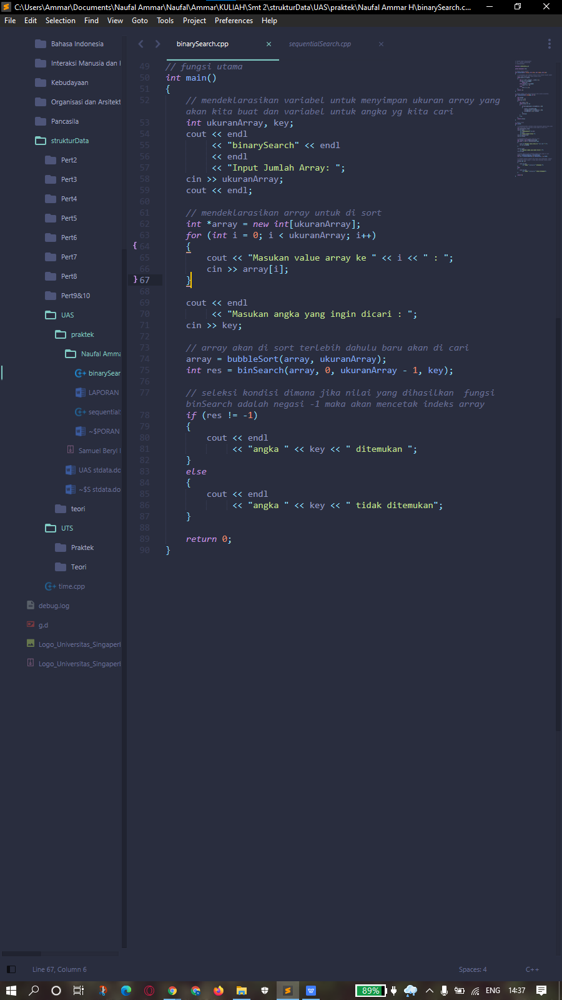 C:\Users\Ammar\Documents\Naufal Ammar\Naufal\Ammar\KULIAH\Smt 2\strukturData\UAS\praktek\Naufal Ammar H\binarySearch.c...
File Edit Selection Find View Goto Tools Project Preferences Help
Bahasa Indonesia
Interaksi Manusia dan
Kebudayaan
Organisasi dan Arsitekt
Pancasila
strukturData
Pert2
Pert3
Pert4
Pert5
Pert6
Pert7
Pert8
Pert9&10
UAS
praktek
Naufal Amma
binarySear
LAPORAN
sequential
~$PORAN
Samuel Beryl
UAS stdata.do
~$S stdata.do
teori
UTS
Praktek
Teori
time.cpp
debug.log
g.d
Logo_Universitas_Singaper
Logo_Universitas_Singaper
binarySearch.cpp sequentialSearch.cpp
49 // fungsi utama
50 int main()
51 {
52 // mendeklarasikan variabel untuk menyimpan ukuran array yang
akan kita buat dan variabel untuk angka yg kita cari
53 int ukuranArray, key;
54 cout << endl
55 << "binarySearch" << endl
56 << endl
57 << "Input Jumlah Array: ";
58 cin >> ukuranArray;
59 cout << endl;
60
61 // mendeklarasikan array untuk di sort
62 int *array = new int[ukuranArray];
63 for (int i = 0; i < ukuranArray; i++)
{ 64 {
65 cout << "Masukan value array ke " << i << " : ";
66 cin >> array[i];
} 67 }
68
69 cout << endl
70 << "Masukan angka yang ingin dicari : ";
71 cin >> key;
72
73 // array akan di sort terlebih dahulu baru akan di cari
74 array = bubbleSort(array, ukuranArray);
75 int res = binSearch(array, 0, ukuranArray - 1, key);
76
77 // seleksi kondisi dimana jika nilai yang dihasilkan  fungsi
binSearch adalah negasi -1 maka akan mencetak indeks array
78 if (res != -1)
79 {
80 cout << endl
81 << "angka " << key << " ditemukan ";
82 }
83 else
84 {
85 cout << endl
86 << "angka " << key << " tidak ditemukan";
87 }
88
89 return 0;
90 }
Line 67, Column 6 Spaces: 4 C++
89% ENG 14:37